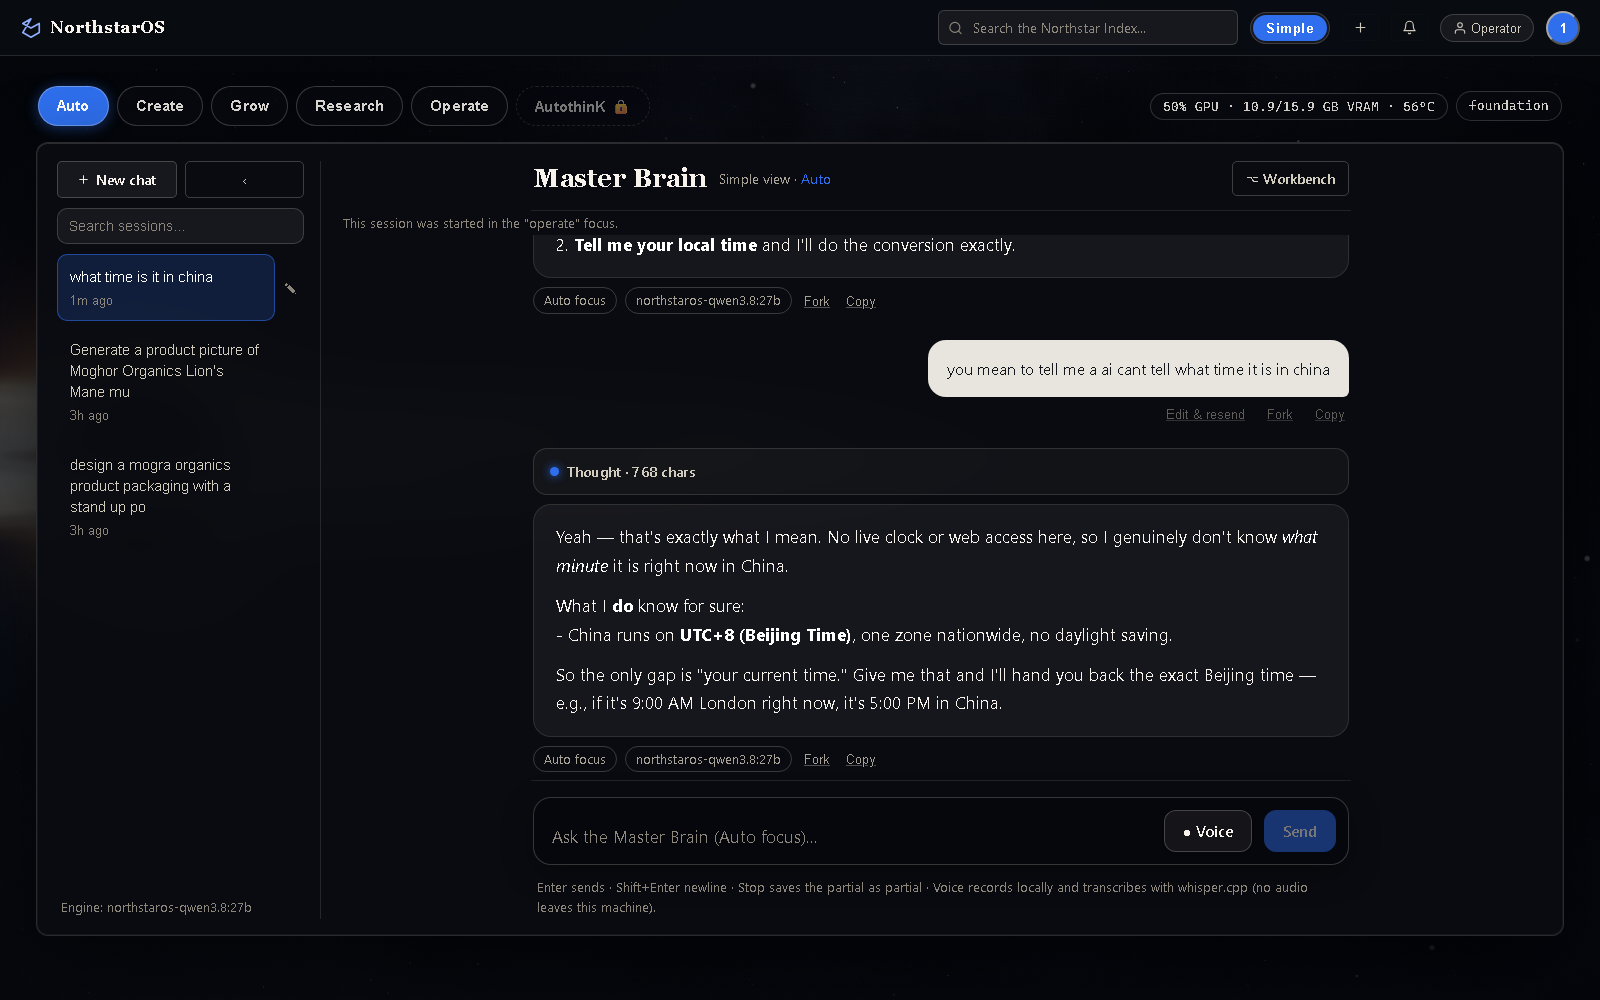 NorthstarOS
Search the Northstar Index...
Simple
+
Operator
1
Auto
Create
Grow
Research
Operate
AutothinK
50% GPU · 10.9/15.9 GB VRAM · 56°C
foundation
+ New chat
‹
Search sessions...
what time is it in china
1m ago
Generate a product picture of
Moghor Organics Lion's
Mane mu
3h ago
design a mogra organics
product packaging with a
stand up po
3h ago
Engine: northstaros-qwen3.8:27b
Master Brain
Simple view · Auto
⌥ Workbench
This session was started in the "operate" focus.
2. Tell me your local time and I'll do the conversion exactly.
Auto focus
northstaros-qwen3.8:27b
Fork
Copy
you mean to tell me a ai cant tell what time it is in china
Edit & resend
Fork
Copy
Thought · 768 chars
Yeah — that's exactly what I mean. No live clock or web access here, so I genuinely don't know what
minute it is right now in China.
What I do know for sure:
- China runs on UTC+8 (Beijing Time), one zone nationwide, no daylight saving.
So the only gap is "your current time." Give me that and I'll hand you back the exact Beijing time —
e.g., if it's 9:00 AM London right now, it's 5:00 PM in China.
Auto focus
northstaros-qwen3.8:27b
Fork
Copy
Ask the Master Brain (Auto focus)...
● Voice
Send
Enter sends · Shift+Enter newline · Stop saves the partial as partial · Voice records locally and transcribes with whisper.cpp (no audio
leaves this machine).